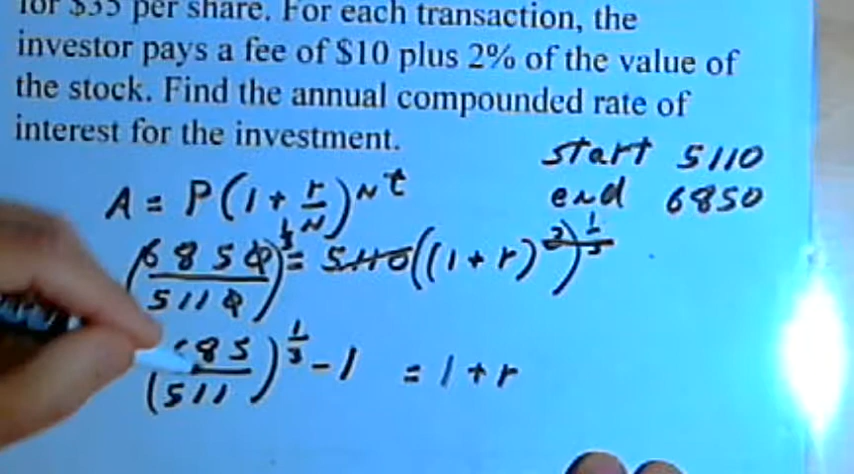 for $35 per share. For each transaction, the
investor pays a fee of $10 plus 2% of the value of
the stock. Find the annual compounded rate of
interest for the investment.
start 5110
end 6850
A = P(1 + r/N)^Nt
(6850/5110)^1/3 = 5110((1 + r)^3)^1/3
(685/511)^1/3 - 1 = 1 + r